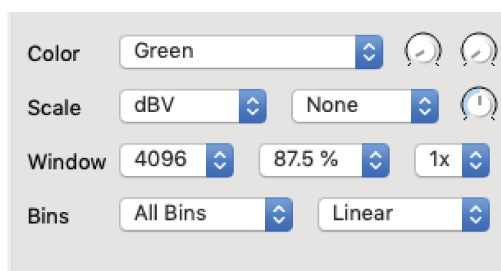 Color Green
Scale dBV None
Window 4096 87.5 % 1x
Bins All Bins Linear